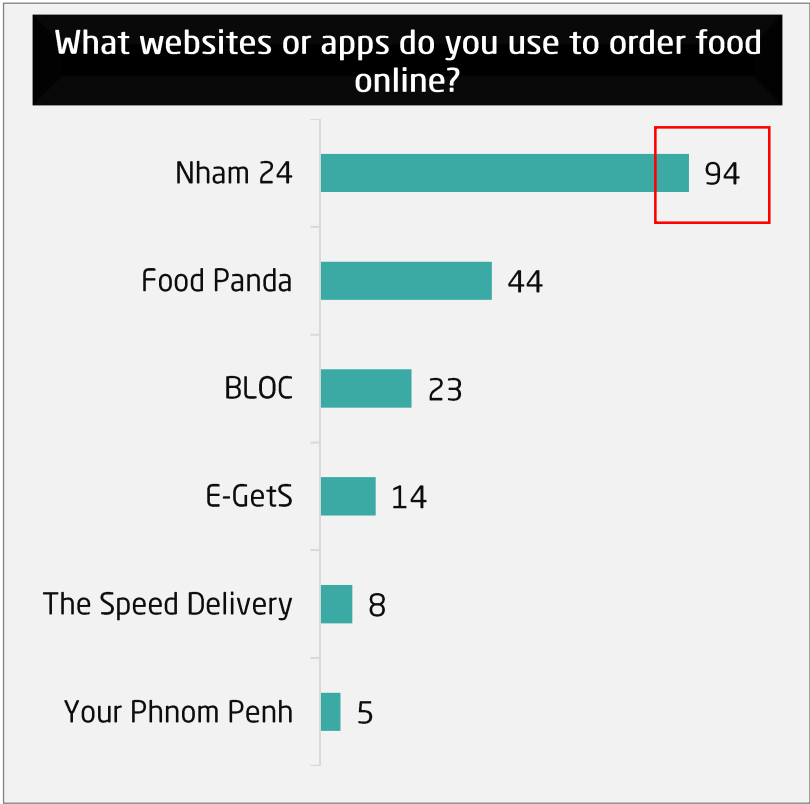 What websites or apps do you use to order food
online?
Nham 24 94
Food Panda 44
BLOC 23
E-GetS 14
The Speed Delivery 8
Your Phnom Penh 5